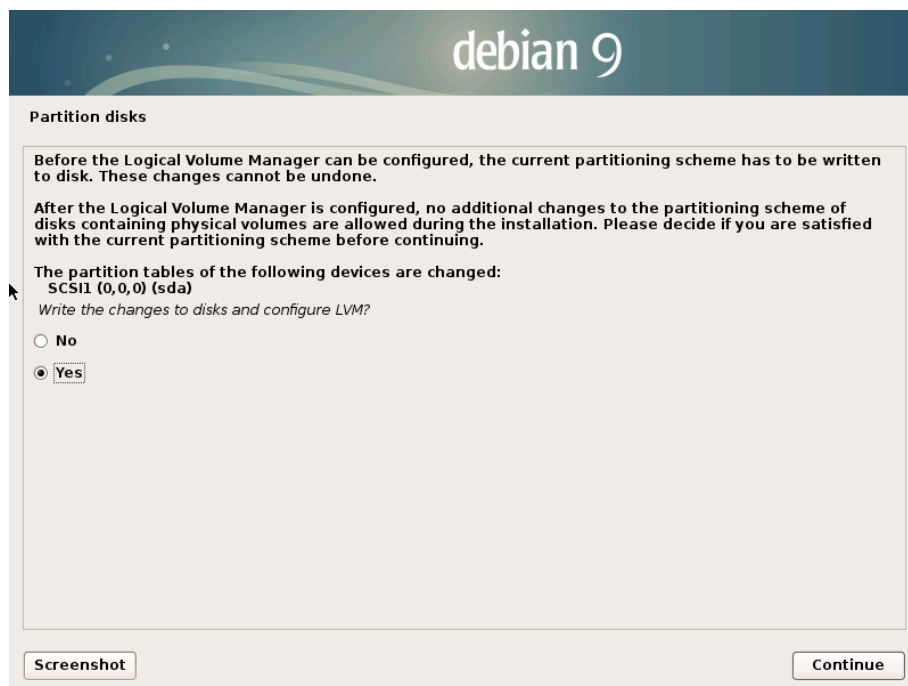 debian 9
Partition disks
Before the Logical Volume Manager can be configured, the current partitioning scheme has to be written
to disk. These changes cannot be undone.
After the Logical Volume Manager is configured, no additional changes to the partitioning scheme of
disks containing physical volumes are allowed during the installation. Please decide if you are satisfied
with the current partitioning scheme before continuing.
The partition tables of the following devices are changed:
SCSI1 (0,0,0) (sda)
Write the changes to disks and configure LVM?
No
Yes
Screenshot
Continue